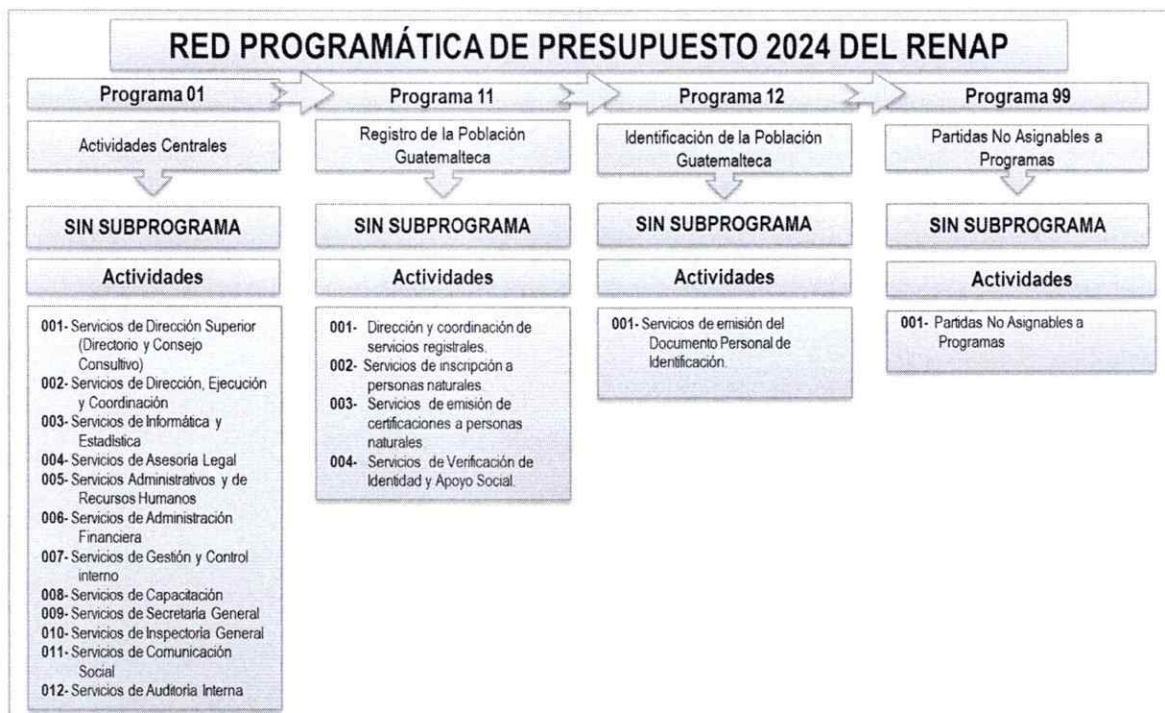 RED PROGRAMÁTICA DE PRESUPUESTO 2024 DEL RENAP
Programa 01
Actividades Centrales
SIN SUBPROGRAMA
Actividades
001- Servicios de Dirección Superior
(Directorio y Consejo
Consultivo)
002- Servicios de Dirección, Ejecución
y Coordinación
003- Servicios de Informática y
Estadística
004- Servicios de Asesoría Legal
005- Servicios Administrativos y de
Recursos Humanos
006- Servicios de Administración
Financiera
007- Servicios de Gestión y Control
interno
008- Servicios de Capacitación
009- Servicios de Secretaría General
010- Servicios de Inspectoría General
011- Servicios de Comunicación
Social
012- Servicios de Auditoría Interna
Programa 11
Registro de la Población
Guatemalteca
SIN SUBPROGRAMA
Actividades
001- Dirección y coordinación de
servicios registrales.
002- Servicios de inscripción a
personas naturales.
003- Servicios de emisión de
certificaciones a personas
naturales
004- Servicios de Verificación de
Identidad y Apoyo Social.
Programa 12
Identificación de la Población
Guatemalteca
SIN SUBPROGRAMA
Actividades
001- Servicios de emisión del
Documento Personal de
Identificación.
Programa 99
Partidas No Asignables a
Programas
SIN SUBPROGRAMA
Actividades
001- Partidas No Asignables a
Programas